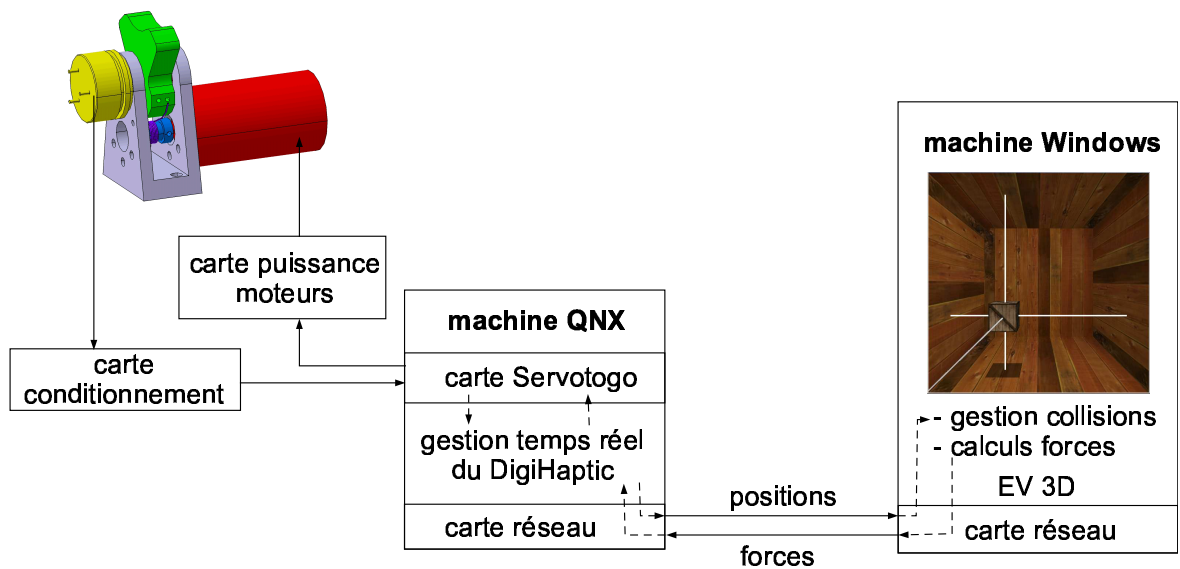 machine Windows
carte puissance
moteurs
machine QNX
carte
conditionnement
carte Servotogo
- gestion collisions
- calculs forces
gestion temps réel
du DigiHaptic
EV 3D
positions
carte réseau
carte réseau
forces